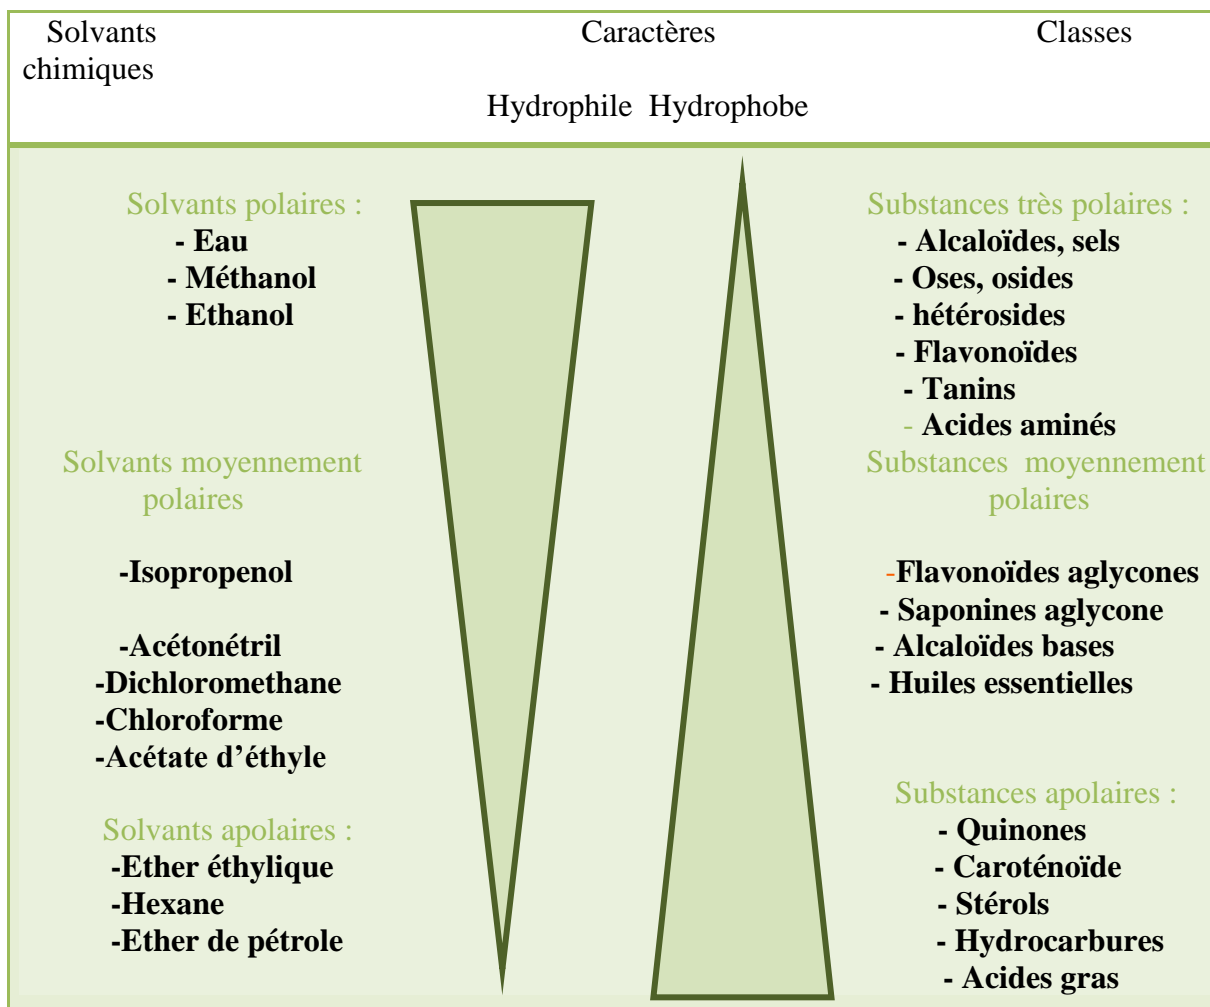 Solvants chimiques
Caractères
Classes
Hydrophile Hydrophobe
Solvants polaires :
- Eau
- Méthanol
- Ethanol
Solvants moyennement
polaires
-Isopropenol
-Acétonétril
-Dichloromethane
-Chloroforme
-Acétate d’éthyle
Solvants apolaires :
-Ether éthylique
-Hexane
-Ether de pétrole
Substances très polaires :
- Alcaloïdes, sels
- Oses, osides
- hétérosides
- Flavonoïdes
- Tanins
- Acides aminés
Substances moyennement
polaires
-Flavonoïdes aglycones
- Saponines aglycone
- Alcaloïdes bases
- Huiles essentielles
Substances apolaires :
- Quinones
- Caroténoïde
- Stérols
- Hydrocarbures
- Acides gras